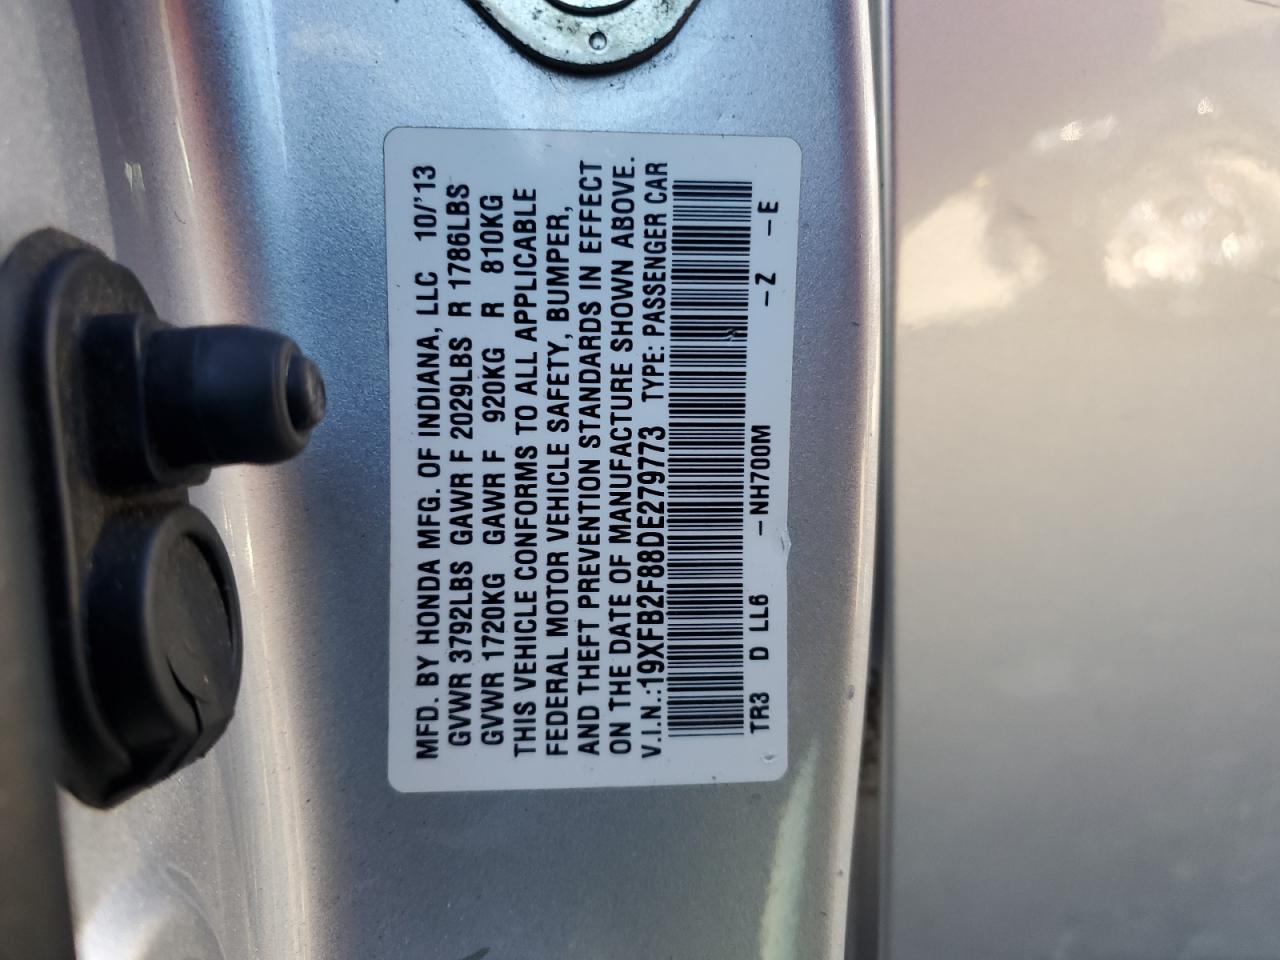 MFD. BY HONDA MFG. OF INDIANA, LLC 10/'13
GVWR 3792LBS GAWR F 2029LBS R 1786LBS
GVWR 1720KG GAWR F 920KG R 810KG
THIS VEHICLE CONFORMS TO ALL APPLICABLE
FEDERAL MOTOR VEHICLE SAFETY, BUMPER,
AND THEFT PREVENTION STANDARDS IN EFFECT
ON THE DATE OF MANUFACTURE SHOWN ABOVE.
V.I.N.:19XFB2F88DE279773 TYPE: PASSENGER CAR
TR3 D LL6 -NH700M -Z -E